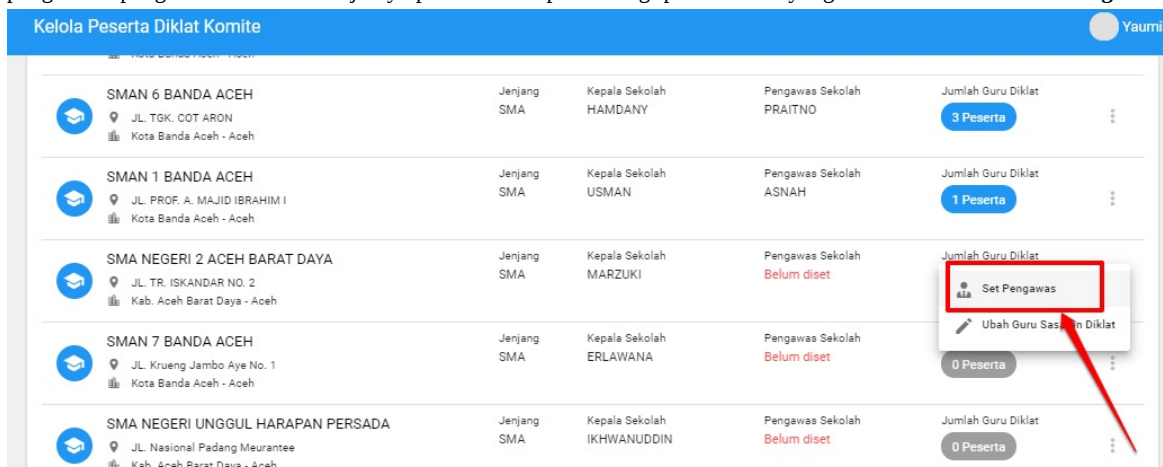 Kelola Peserta Diklat Komite
Yaumi
SMAN 6 BANDA ACEH
JL. TGK. COT ARON
Kota Banda Aceh - Aceh
Jenjang
SMA
Kepala Sekolah
HAMDANY
Pengawas Sekolah
PRAITNO
Jumlah Guru Diklat
3 Peserta
SMAN 1 BANDA ACEH
JL. PROF. A. MAJID IBRAHIM I
Kota Banda Aceh - Aceh
Jenjang
SMA
Kepala Sekolah
USMAN
Pengawas Sekolah
ASNAH
Jumlah Guru Diklat
1 Peserta
SMA NEGERI 2 ACEH BARAT DAYA
JL. TR. ISKANDAR NO. 2
Kab. Aceh Barat Daya - Aceh
Jenjang
SMA
Kepala Sekolah
MARZUKI
Pengawas Sekolah
Belum diset
Jumlah Guru Diklat
Set Pengawas
Ubah Guru Sasaran Diklat
SMAN 7 BANDA ACEH
JL. Krueng Jambo Aye No. 1
Kota Banda Aceh - Aceh
Jenjang
SMA
Kepala Sekolah
ERLAWANA
Pengawas Sekolah
Belum diset
0 Peserta
SMA NEGERI UNGGUL HARAPAN PERSADA
JL. Nasional Padang Meurantee
Kab. Aceh Barat Daya - Aceh
Jenjang
SMA
Kepala Sekolah
IKHWANUDDIN
Pengawas Sekolah
Belum diset
Jumlah Guru Diklat
0 Peserta